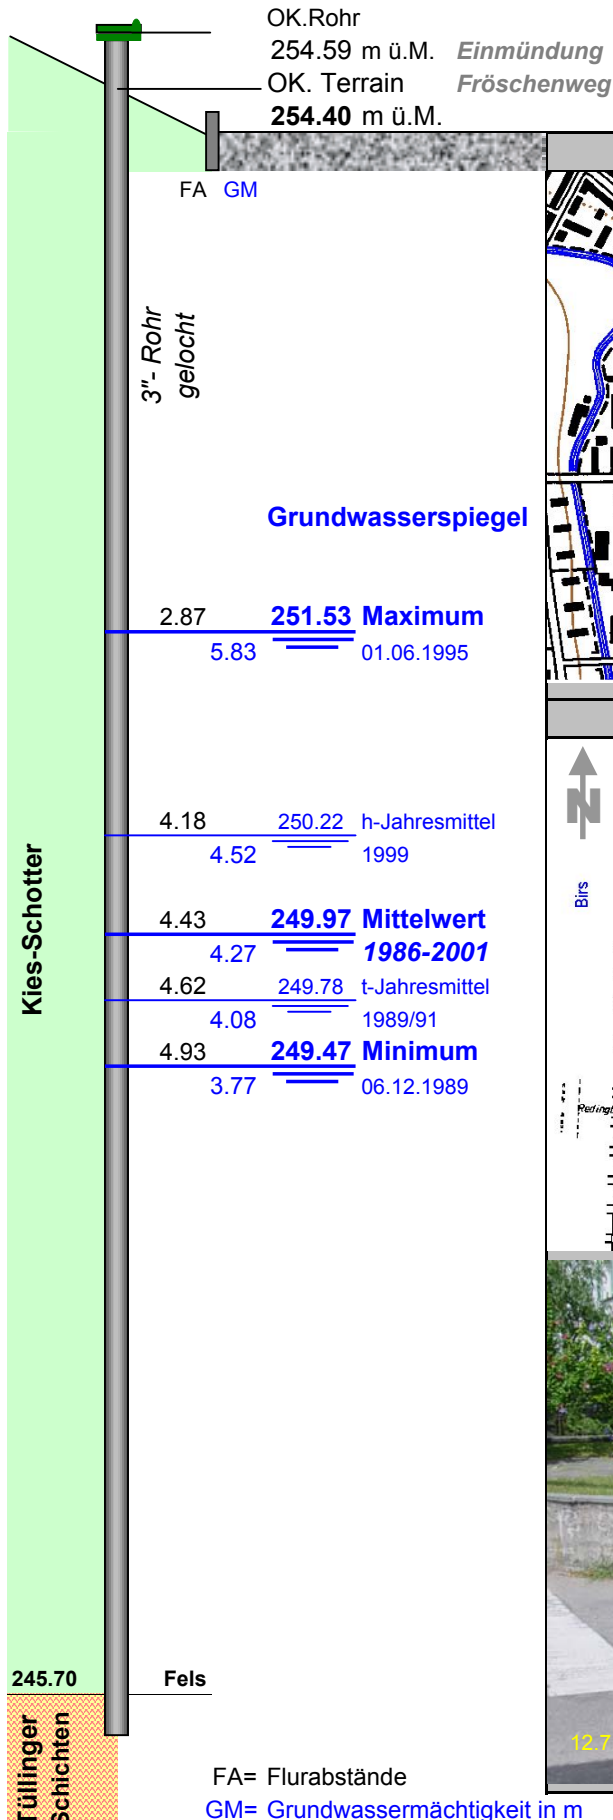 OK.Rohr
254.59 m ü.M. Einmündung
OK. Terrain Fröschenweg
254.40 m ü.M.
FA GM
3"- Rohr
gelocht
Grundwasserspiegel
2.87 251.53 Maximum
5.83 01.06.1995
4.18 250.22 h-Jahresmittel
4.52 1999
Birs
N
Kies-Schotter
4.43 249.97 Mittelwert
4.27 1986-2001
4.62 249.78 t-Jahresmittel
4.08 1989/91
4.93 249.47 Minimum
3.77 06.12.1989
245.70 Fels
Tüllinger
Schichten
12.7
FA= Flurabstände
GM= Grundwassermächtigkeit in m